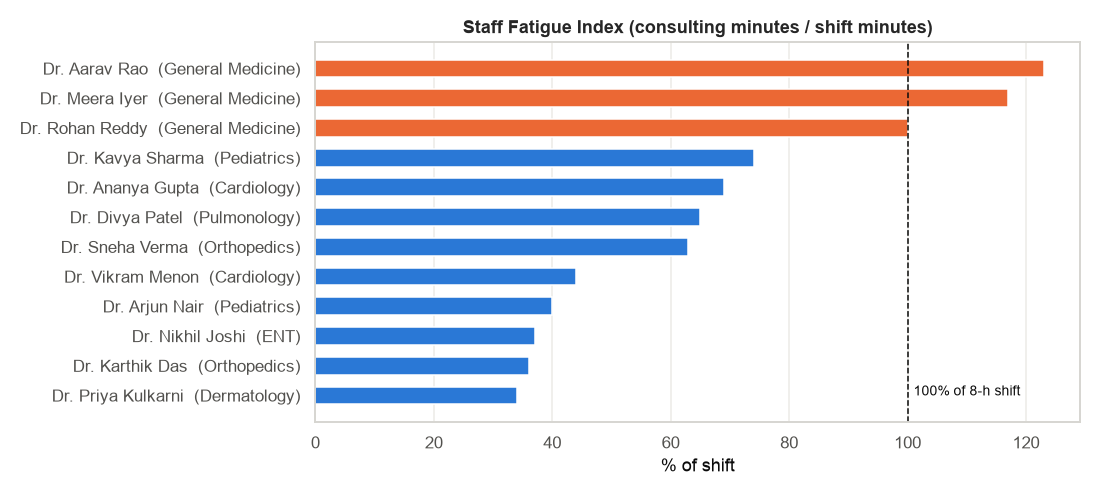 Staff Fatigue Index (consulting minutes / shift minutes)
Dr. Aarav Rao  (General Medicine)
Dr. Meera Iyer  (General Medicine)
Dr. Rohan Reddy  (General Medicine)
Dr. Kavya Sharma  (Pediatrics)
Dr. Ananya Gupta  (Cardiology)
Dr. Divya Patel  (Pulmonology)
Dr. Sneha Verma  (Orthopedics)
Dr. Vikram Menon  (Cardiology)
Dr. Arjun Nair  (Pediatrics)
Dr. Nikhil Joshi  (ENT)
Dr. Karthik Das  (Orthopedics)
Dr. Priya Kulkarni  (Dermatology)
100% of 8-h shift
0 20 40 60 80 100 120
% of shift